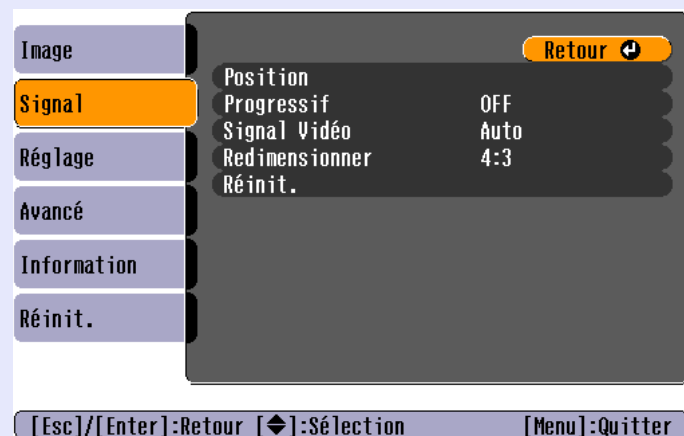 Image
Signal
Réglage
Avancé
Information
Réinit.
Retour
Position
Progressif OFF
Signal Vidéo Auto
Redimensionner 4:3
Réinit.
[Esc]/[Enter]:Retour [◆]:Sélection [Menu]:Quitter